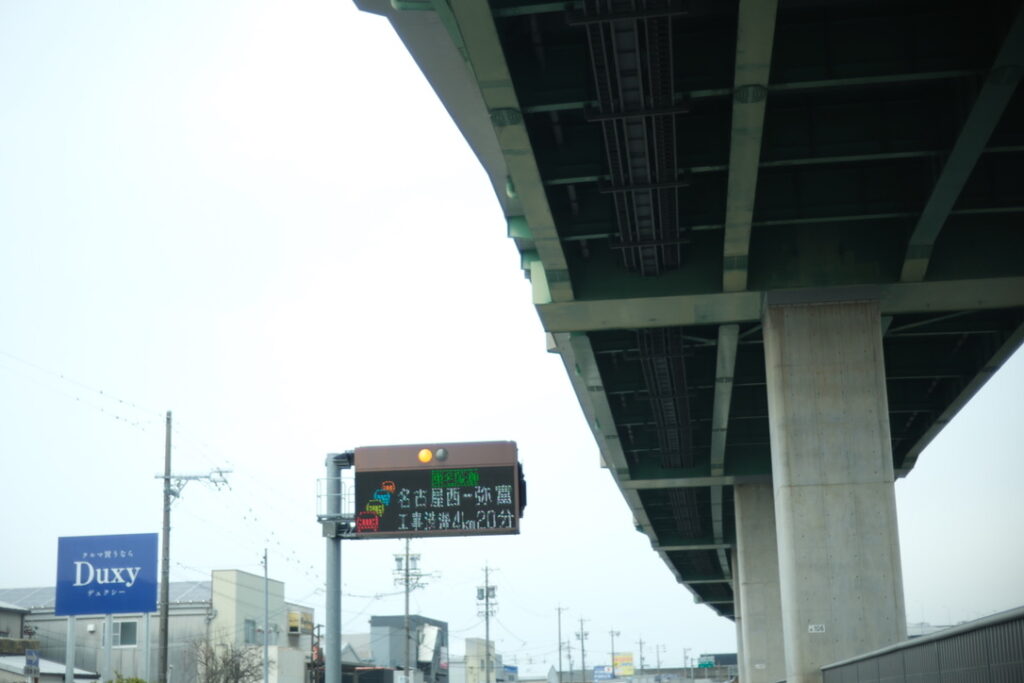 東名阪道
名古屋西－弥富
工事渋滞4km20分
クルマ買うなら
Duxy
デュクシー